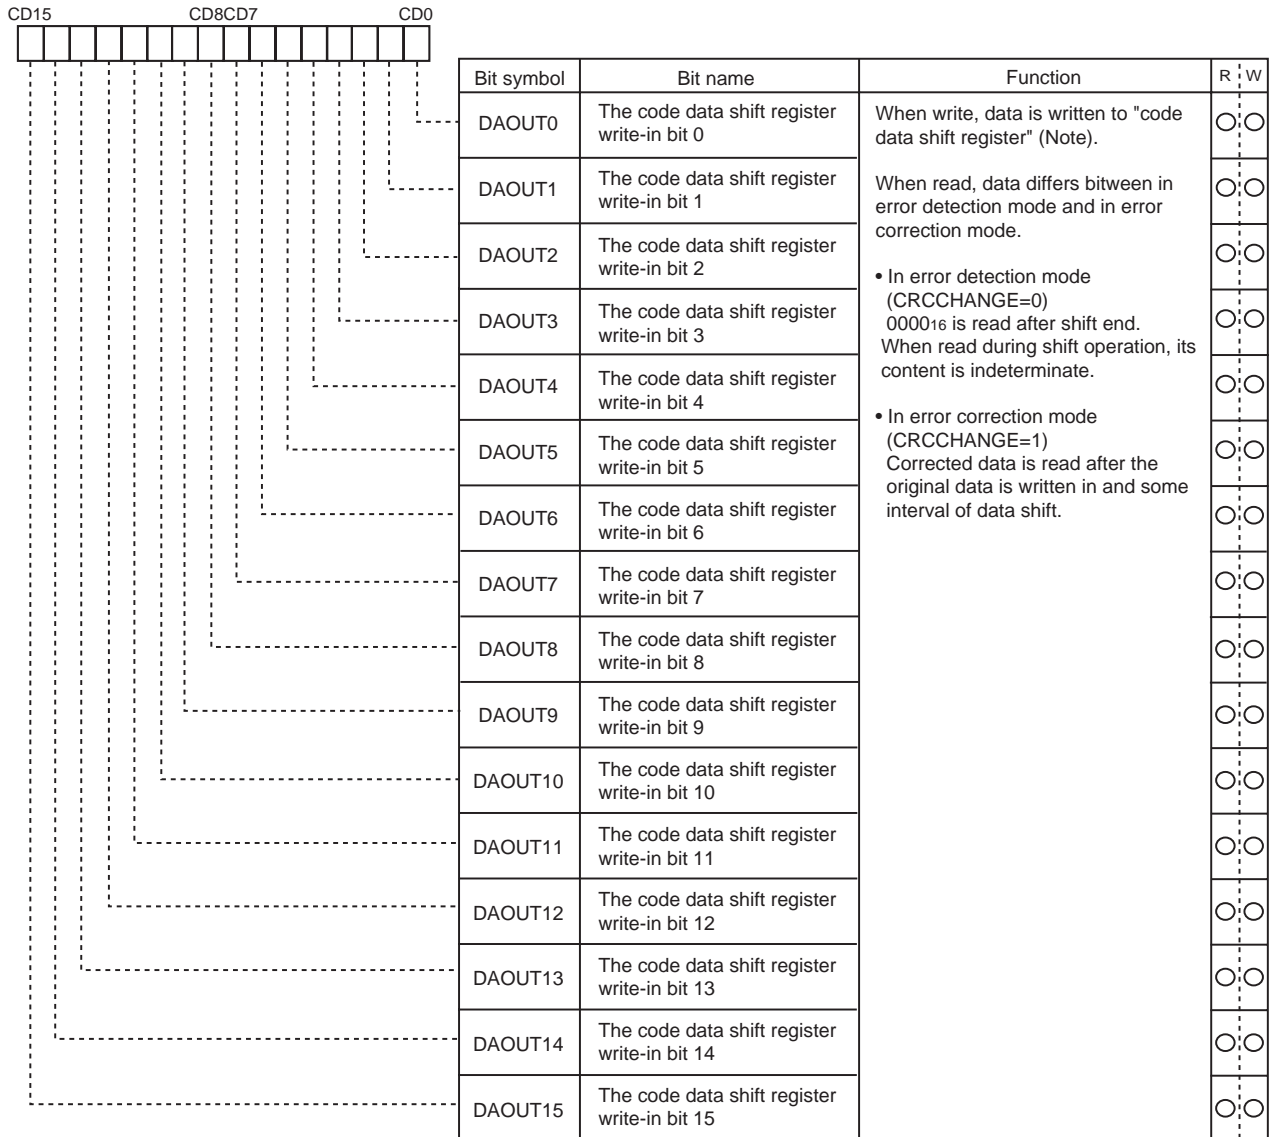 CD15 CD8CD7 CD0
Bit symbol Bit name Function R W
DAOUT0
The code data shift register
write-in bit 0
DAOUT1
The code data shift register
write-in bit 1
DAOUT2
The code data shift register
write-in bit 2
DAOUT3
The code data shift register
write-in bit 3
DAOUT4
The code data shift register
write-in bit 4
DAOUT5
The code data shift register
write-in bit 5
DAOUT6
The code data shift register
write-in bit 6
DAOUT7
The code data shift register
write-in bit 7
DAOUT8
The code data shift register
write-in bit 8
DAOUT9
The code data shift register
write-in bit 9
DAOUT10
The code data shift register
write-in bit 10
DAOUT11
The code data shift register
write-in bit 11
DAOUT12
The code data shift register
write-in bit 12
DAOUT13
The code data shift register
write-in bit 13
DAOUT14
The code data shift register
write-in bit 14
DAOUT15
The code data shift register
write-in bit 15
When write, data is written to "code
data shift register" (Note).
When read, data differs bitween in
error detection mode and in error
correction mode.
• In error detection mode
(CRCCHANGE=0)
000016 is read after shift end.
When read during shift operation, its
content is indeterminate.
• In error correction mode
(CRCCHANGE=1)
Corrected data is read after the
original data is written in and some
interval of data shift.